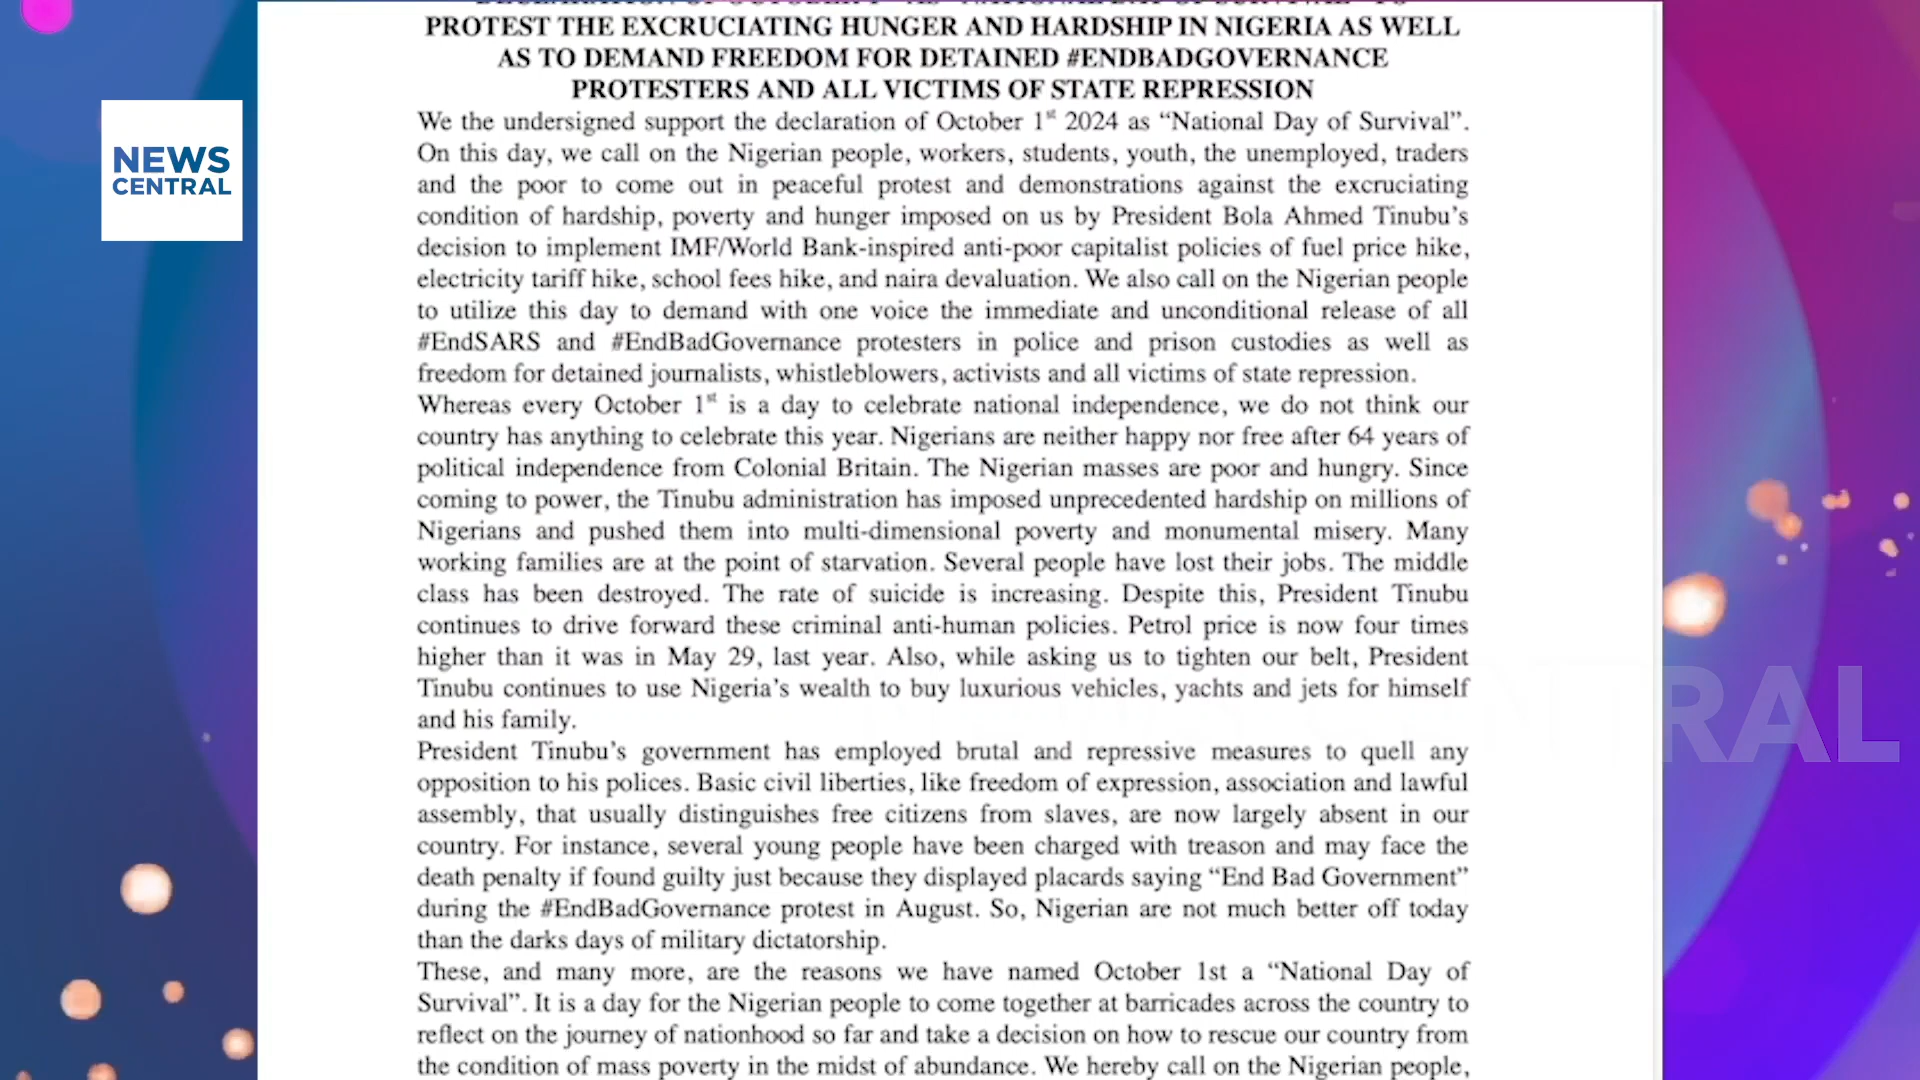 PROTEST THE EXCRUCIATING HUNGER AND HARDSHIP IN NIGERIA AS WELL
AS TO DEMAND FREEDOM FOR DETAINED #ENDBADGOVERNANCE
PROTESTERS AND ALL VICTIMS OF STATE REPRESSION
NEWS
CENTRAL
We the undersigned support the declaration of October 1st 2024 as “National Day of Survival”.
On this day, we call on the Nigerian people, workers, students, youth, the unemployed, traders
and the poor to come out in peaceful protest and demonstrations against the excruciating
condition of hardship, poverty and hunger imposed on us by President Bola Ahmed Tinubu’s
decision to implement IMF/World Bank-inspired anti-poor capitalist policies of fuel price hike,
electricity tariff hike, school fees hike, and naira devaluation. We also call on the Nigerian people
to utilize this day to demand with one voice the immediate and unconditional release of all
#EndSARS and #EndBadGovernance protesters in police and prison custodies as well as
freedom for detained journalists, whistleblowers, activists and all victims of state repression.
Whereas every October 1st is a day to celebrate national independence, we do not think our
country has anything to celebrate this year. Nigerians are neither happy nor free after 64 years of
political independence from Colonial Britain. The Nigerian masses are poor and hungry. Since
coming to power, the Tinubu administration has imposed unprecedented hardship on millions of
Nigerians and pushed them into multi-dimensional poverty and monumental misery. Many
working families are at the point of starvation. Several people have lost their jobs. The middle
class has been destroyed. The rate of suicide is increasing. Despite this, President Tinubu
continues to drive forward these criminal anti-human policies. Petrol price is now four times
higher than it was in May 29, last year. Also, while asking us to tighten our belt, President
Tinubu continues to use Nigeria’s wealth to buy luxurious vehicles, yachts and jets for himself
and his family.
President Tinubu’s government has employed brutal and repressive measures to quell any
opposition to his polices. Basic civil liberties, like freedom of expression, association and lawful
assembly, that usually distinguishes free citizens from slaves, are now largely absent in our
country. For instance, several young people have been charged with treason and may face the
death penalty if found guilty just because they displayed placards saying “End Bad Government”
during the #EndBadGovernance protest in August. So, Nigerian are not much better off today
than the darks days of military dictatorship.
These, and many more, are the reasons we have named October 1st a “National Day of
Survival”. It is a day for the Nigerian people to come together at barricades across the country to
reflect on the journey of nationhood so far and take a decision on how to rescue our country from
the condition of mass poverty in the midst of abundance. We hereby call on the Nigerian people,